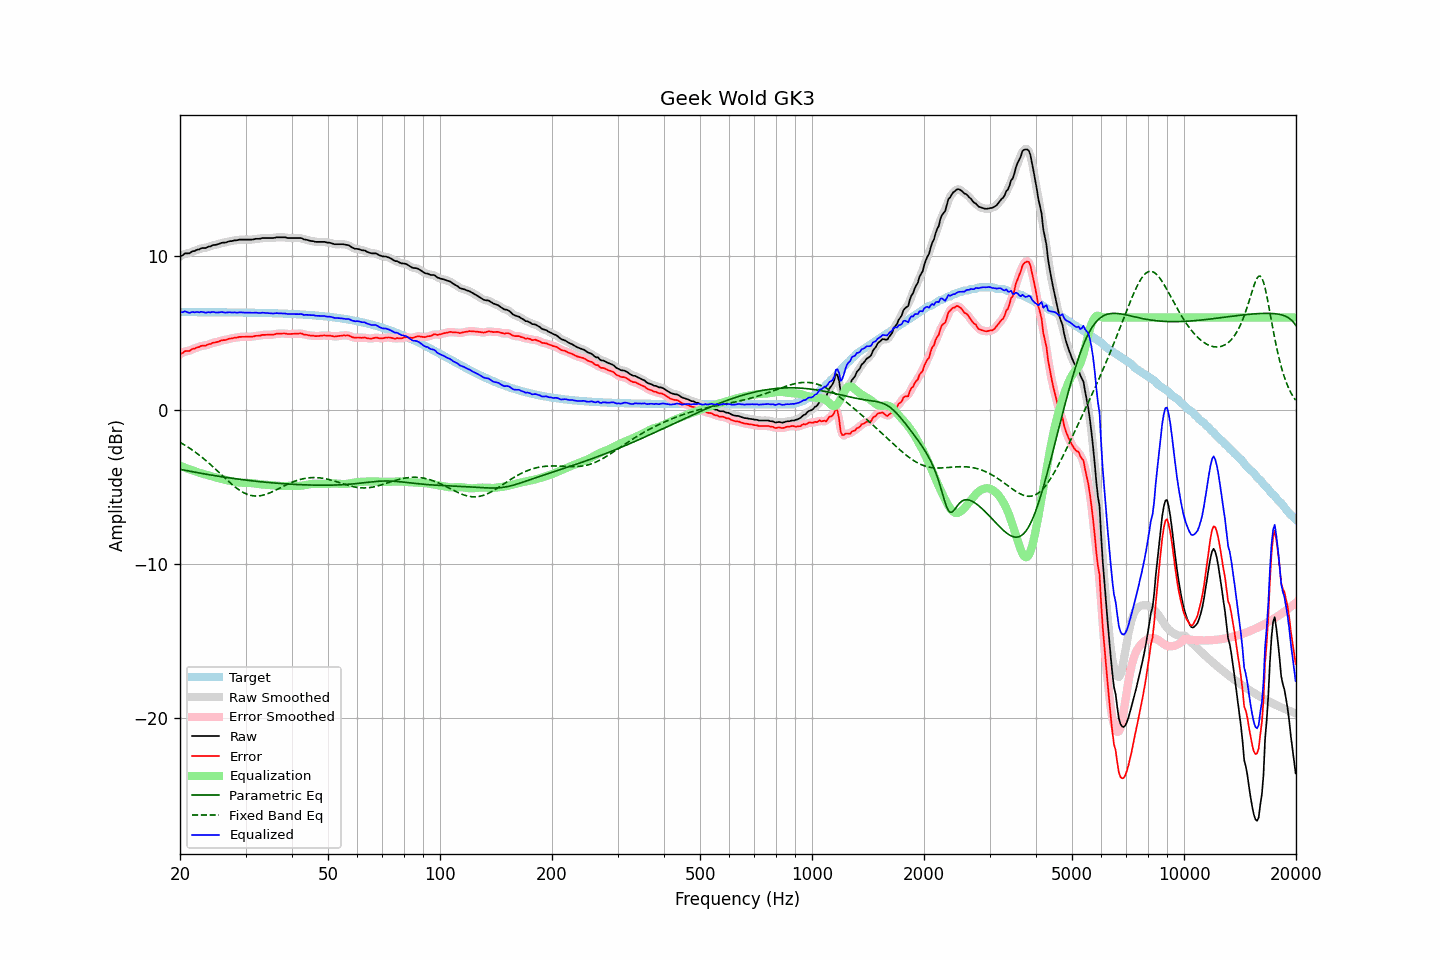 Geek Wold GK3
Amplitude (dBr)
10
0
−10
−20
Target
Raw Smoothed
Error Smoothed
Raw
Error
Equalization
Parametric Eq
Fixed Band Eq
Equalized
20 50 100 200 500 1000 2000 5000 10000 20000
Frequency (Hz)